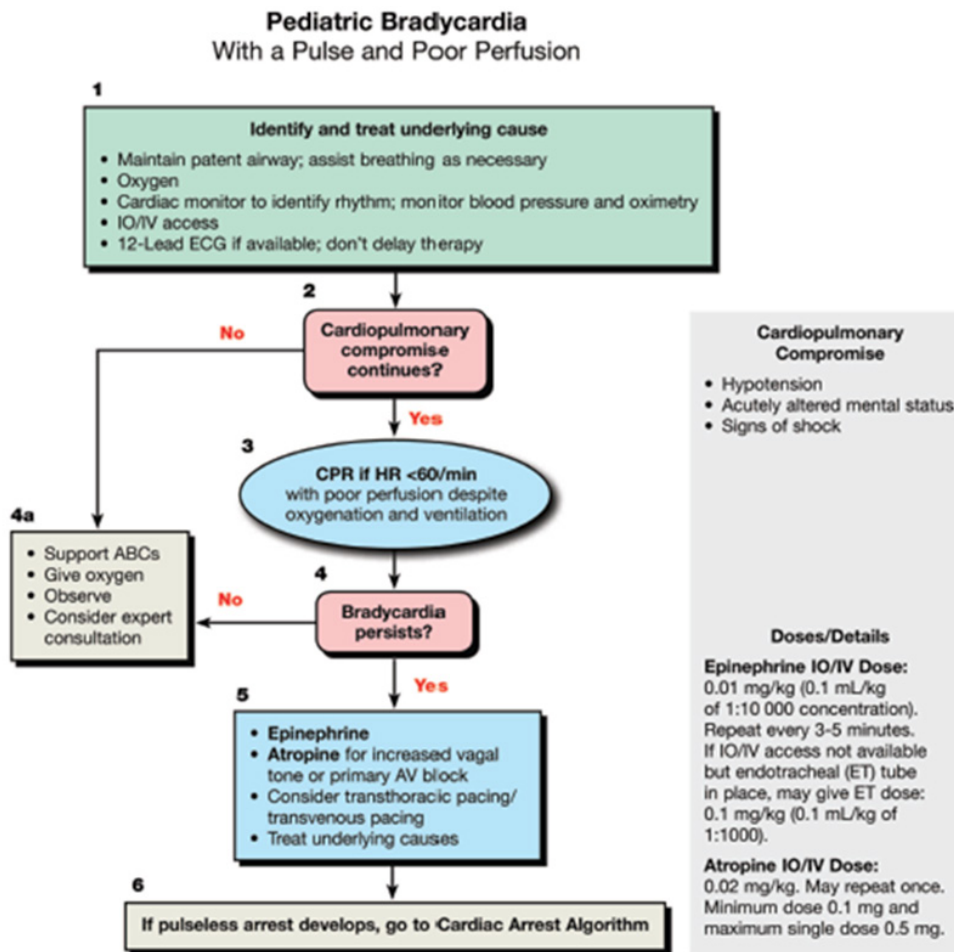 Pediatric Bradycardia
With a Pulse and Poor Perfusion
1
Identify and treat underlying cause
• Maintain patent airway; assist breathing as necessary
• Oxygen
• Cardiac monitor to identify rhythm; monitor blood pressure and oximetry
• IO/IV access
• 12-Lead ECG if available; don't delay therapy
2
Cardiopulmonary
compromise
continues?
No
Yes
3
CPR if HR <60/min
with poor perfusion despite
oxygenation and ventilation
4a
• Support ABCs
• Give oxygen
• Observe
• Consider expert
consultation
4
Bradycardia
persists?
No
Yes
5
• Epinephrine
• Atropine for increased vagal
tone or primary AV block
• Consider transthoracic pacing/
transvenous pacing
• Treat underlying causes
6
If pulseless arrest develops, go to Cardiac Arrest Algorithm
Cardiopulmonary
Compromise
• Hypotension
• Acutely altered mental status
• Signs of shock
Doses/Details
Epinephrine IO/IV Dose:
0.01 mg/kg (0.1 mL/kg
of 1:10 000 concentration).
Repeat every 3-5 minutes.
If IO/IV access not available
but endotracheal (ET) tube
in place, may give ET dose:
0.1 mg/kg (0.1 mL/kg of
1:1000).
Atropine IO/IV Dose:
0.02 mg/kg. May repeat once.
Minimum dose 0.1 mg and
maximum single dose 0.5 mg.